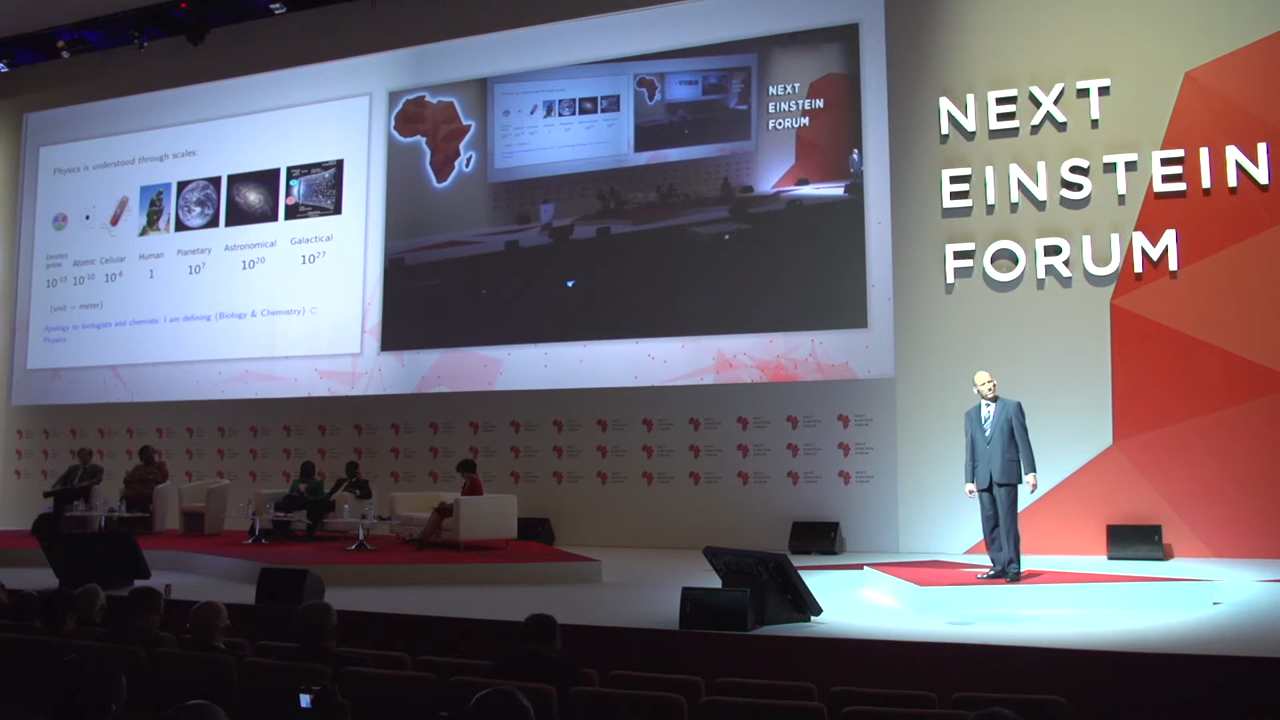 Physics is understood through scales:
Atomic Cellular Human Planetary Astronomical Galactical
10⁻¹⁵ 10⁻¹⁰ 10⁻⁶ 1 10⁷ 10²⁰ 10²⁷
(unit = meter)
Apology to biologists and chemists: I am defining {Biology & Chemistry} ⊂
Physics
NEXT
EINSTEIN
FORUM
NEXT
EINSTEIN
FORUM